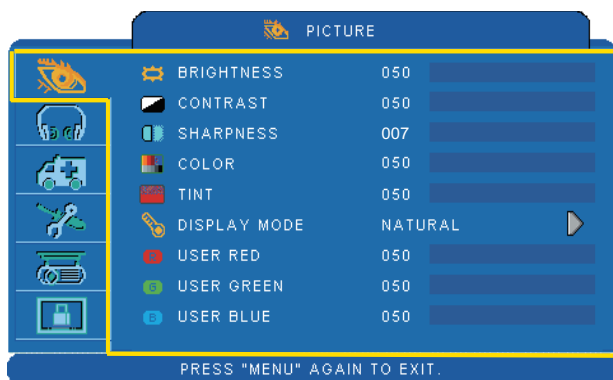 PICTURE
BRIGHTNESS 050
CONTRAST 050
SHARPNESS 007
COLOR 050
TINT 050
DISPLAY MODE NATURAL
R USER RED 050
G USER GREEN 050
B USER BLUE 050
PRESS "MENU" AGAIN TO EXIT.